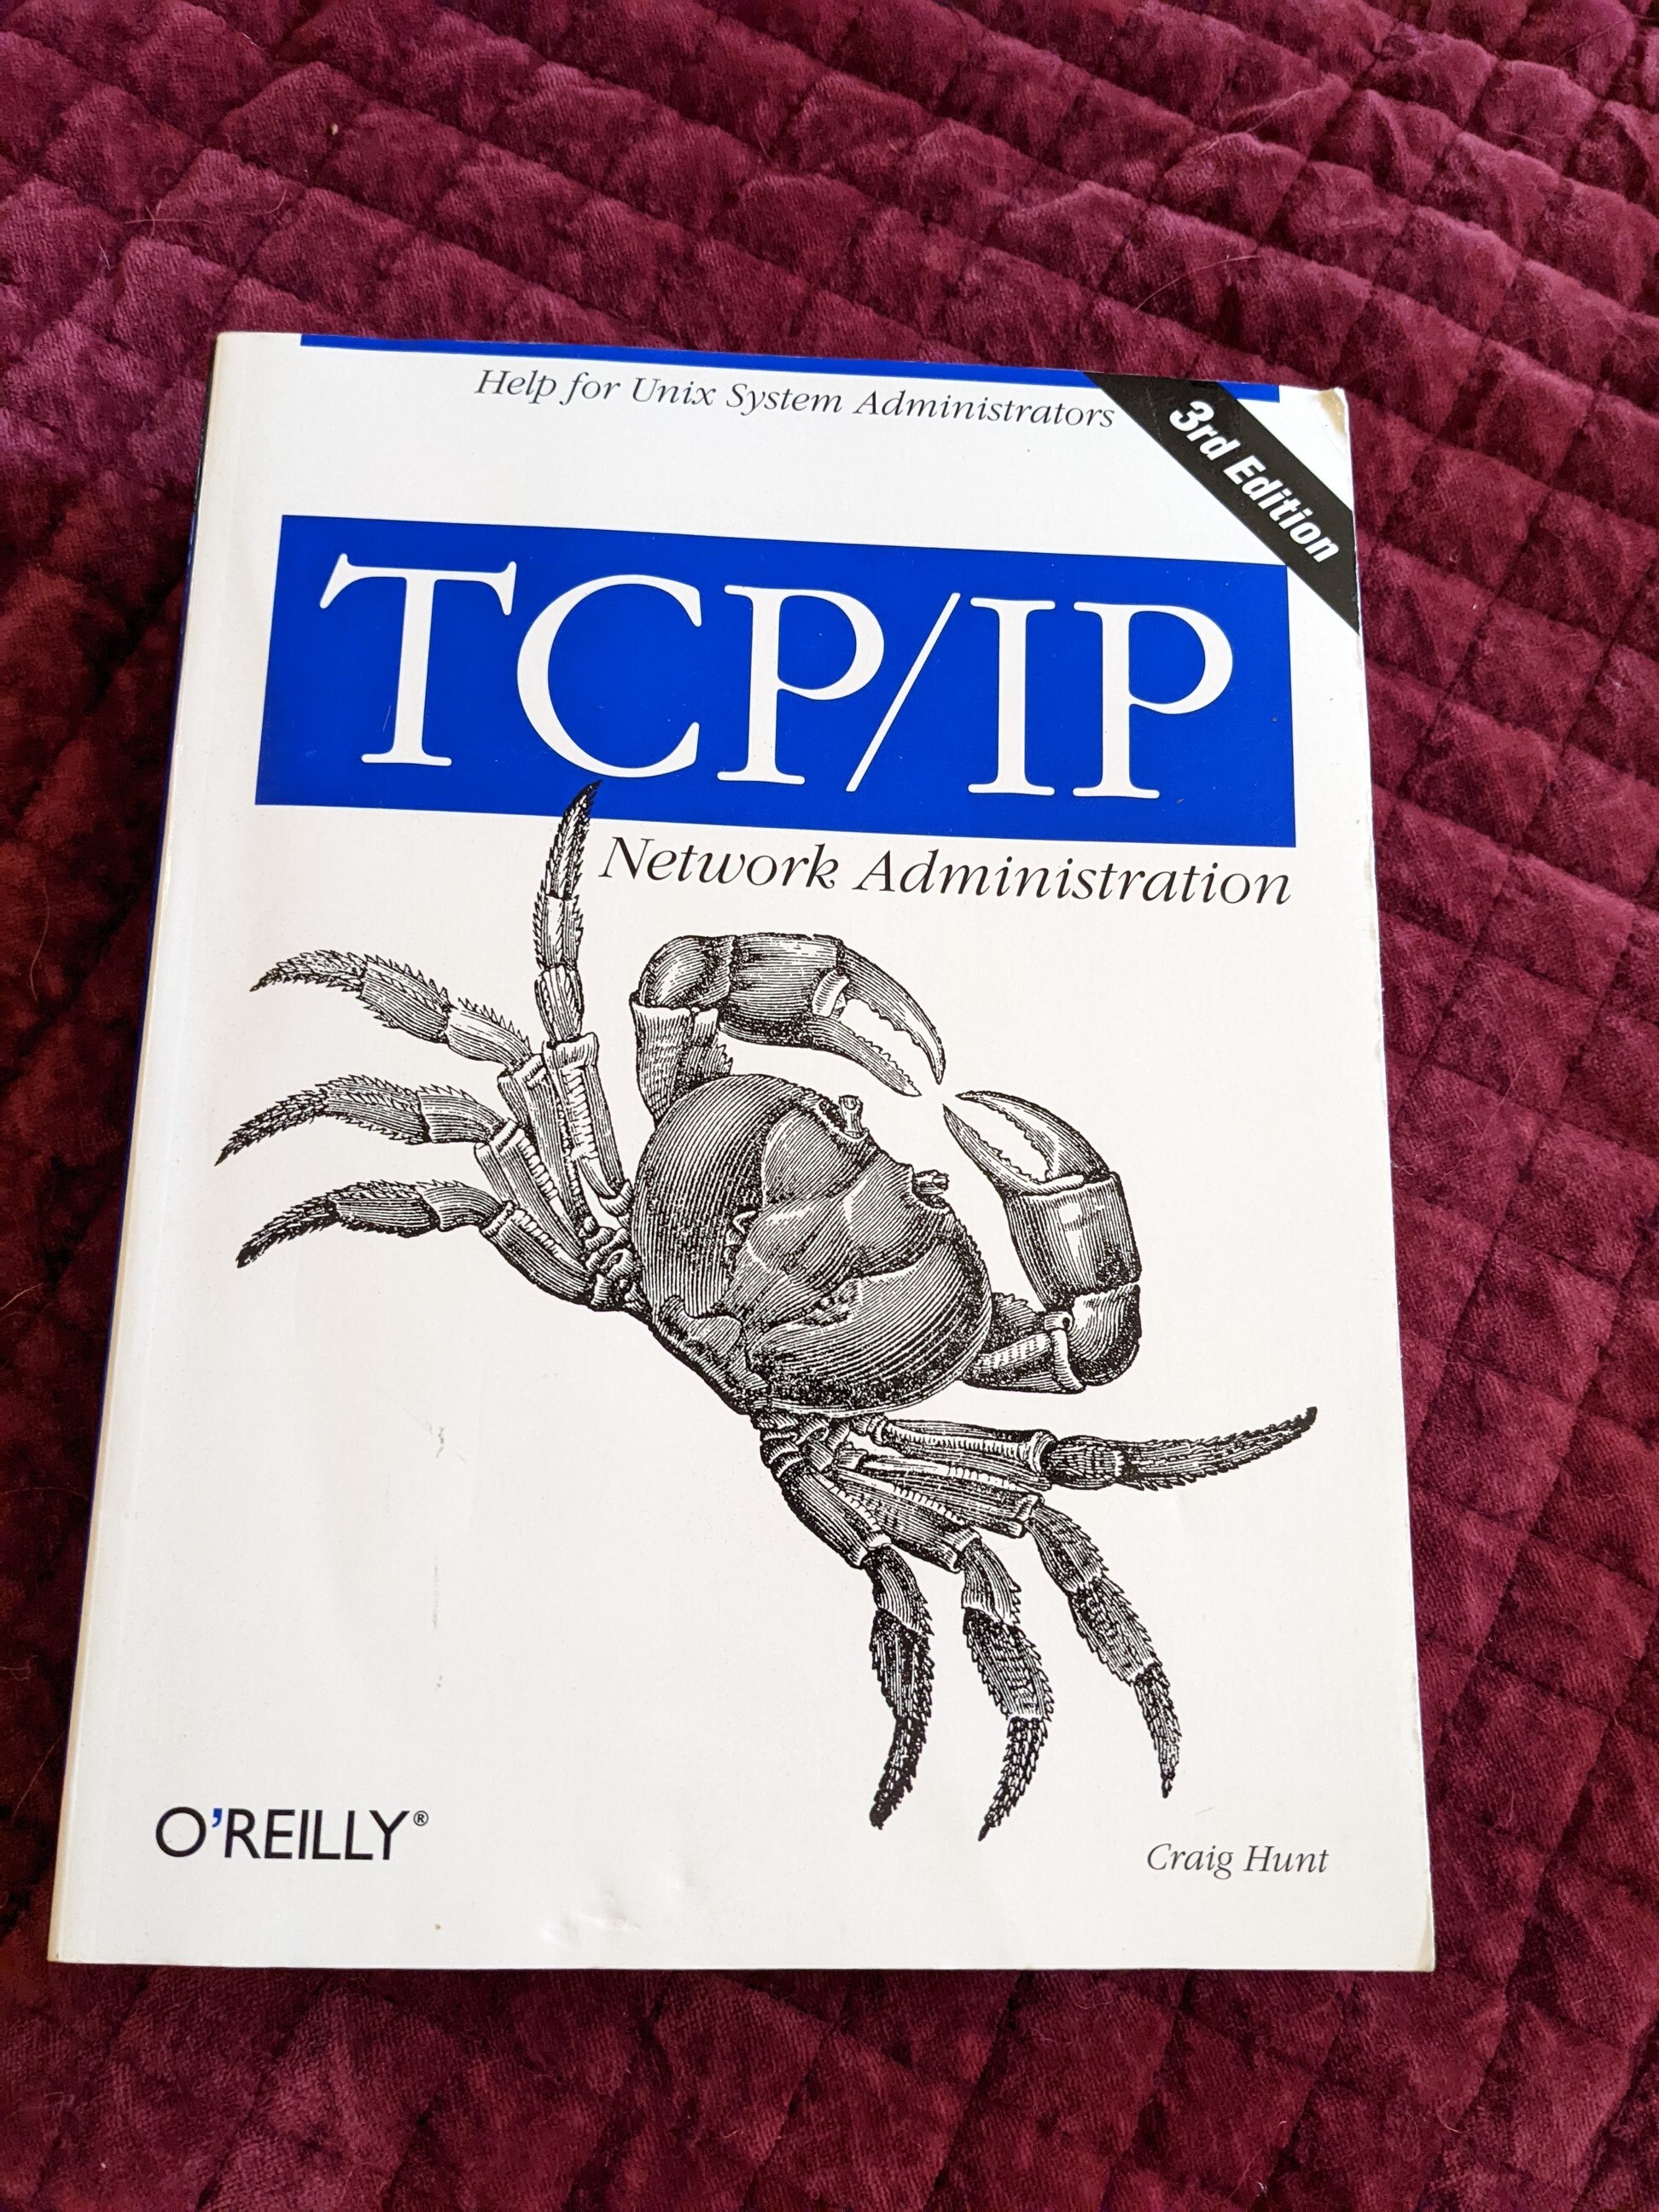 Help for Unix System Administrators
3rd Edition
TCP/IP
Network Administration
O'REILLY®
Craig Hunt